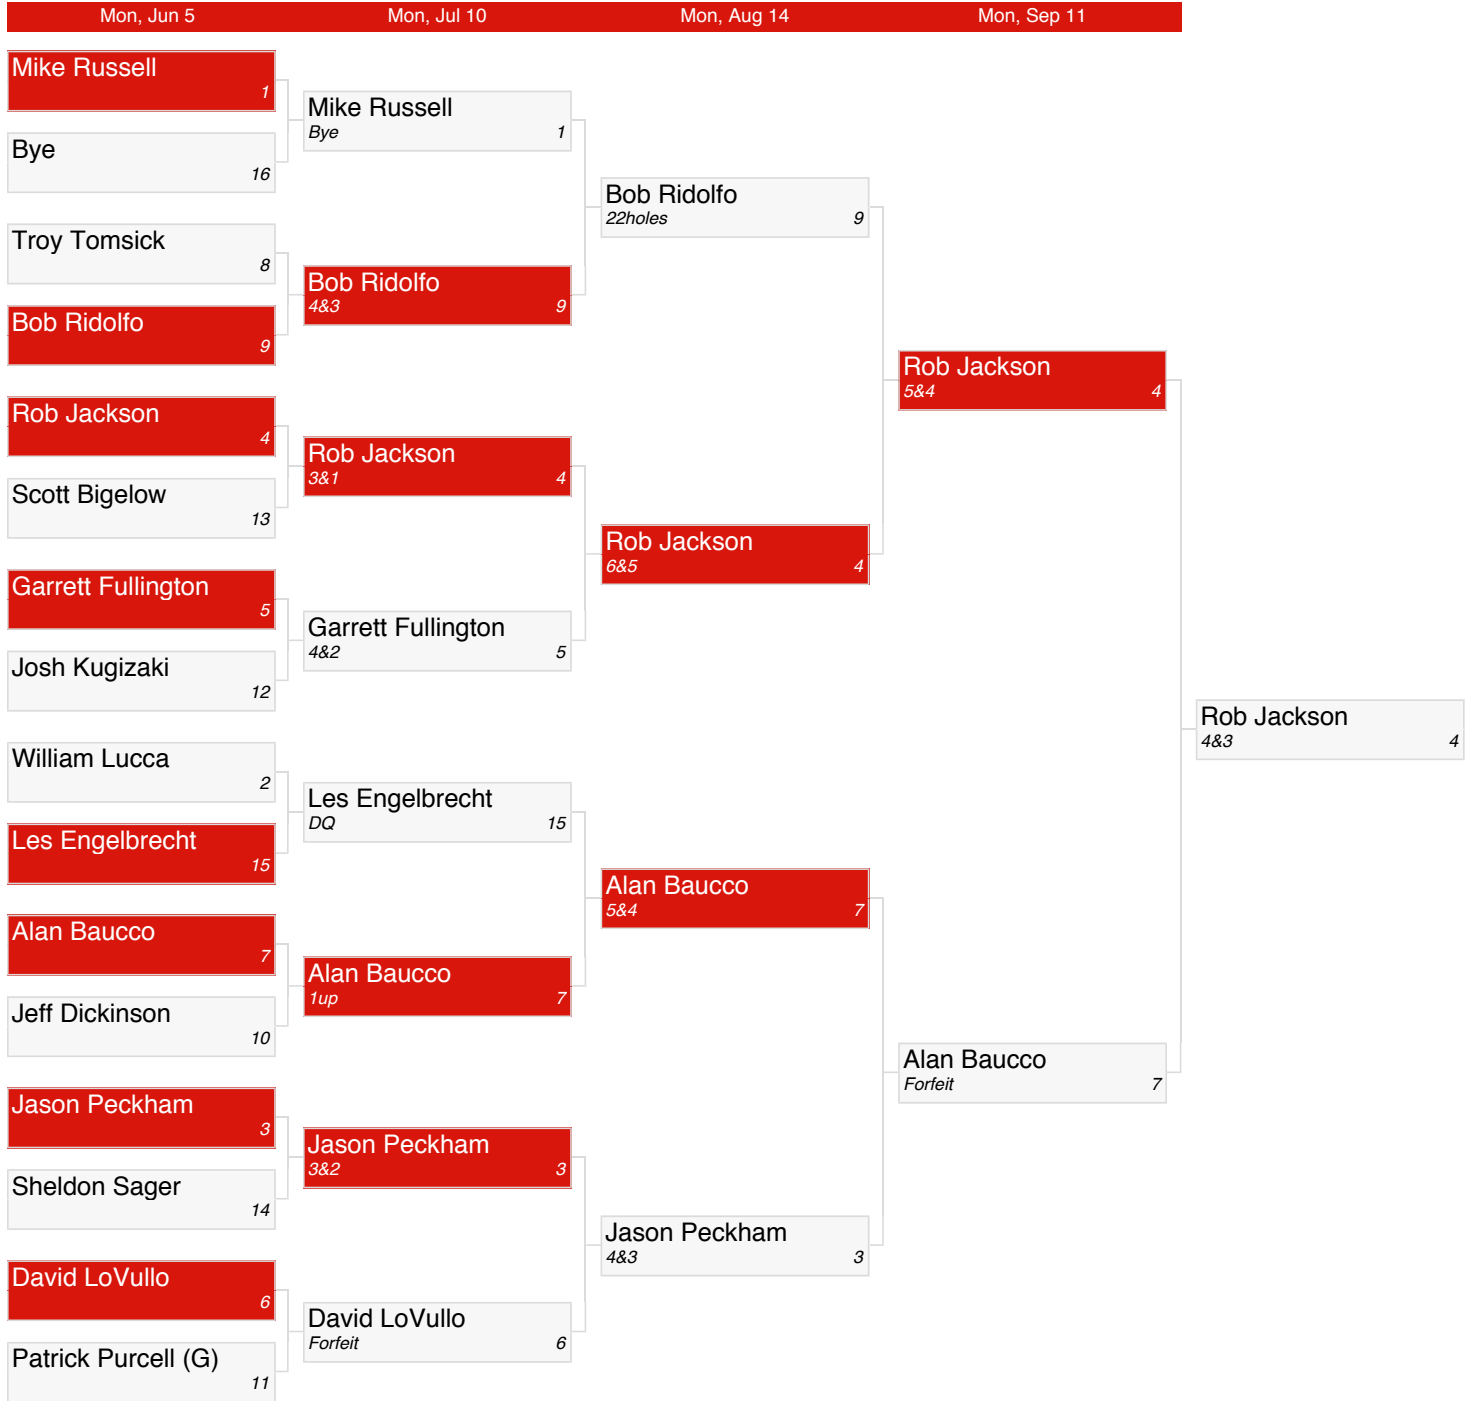 Mon, Jun 5
Mon, Jul 10
Mon, Aug 14
Mon, Sep 11
Mike Russell
1
Bye
16
Troy Tomsick
8
Bob Ridolfo
9
Rob Jackson
4
Scott Bigelow
13
Garrett Fullington
5
Josh Kugizaki
12
William Lucca
2
Les Engelbrecht
15
Alan Baucco
7
Jeff Dickinson
10
Jason Peckham
3
Sheldon Sager
14
David LoVullo
6
Patrick Purcell (G)
11
Mike Russell
Bye 1
Bob Ridolfo
4&3 9
Rob Jackson
3&1 4
Garrett Fullington
4&2 5
Les Engelbrecht
DQ 15
Alan Baucco
1up 7
Jason Peckham
3&2 3
David LoVullo
Forfeit 6
Bob Ridolfo
22holes 9
Rob Jackson
6&5 4
Alan Baucco
5&4 7
Jason Peckham
4&3 3
Rob Jackson
5&4 4
Alan Baucco
Forfeit 7
Rob Jackson
4&3 4